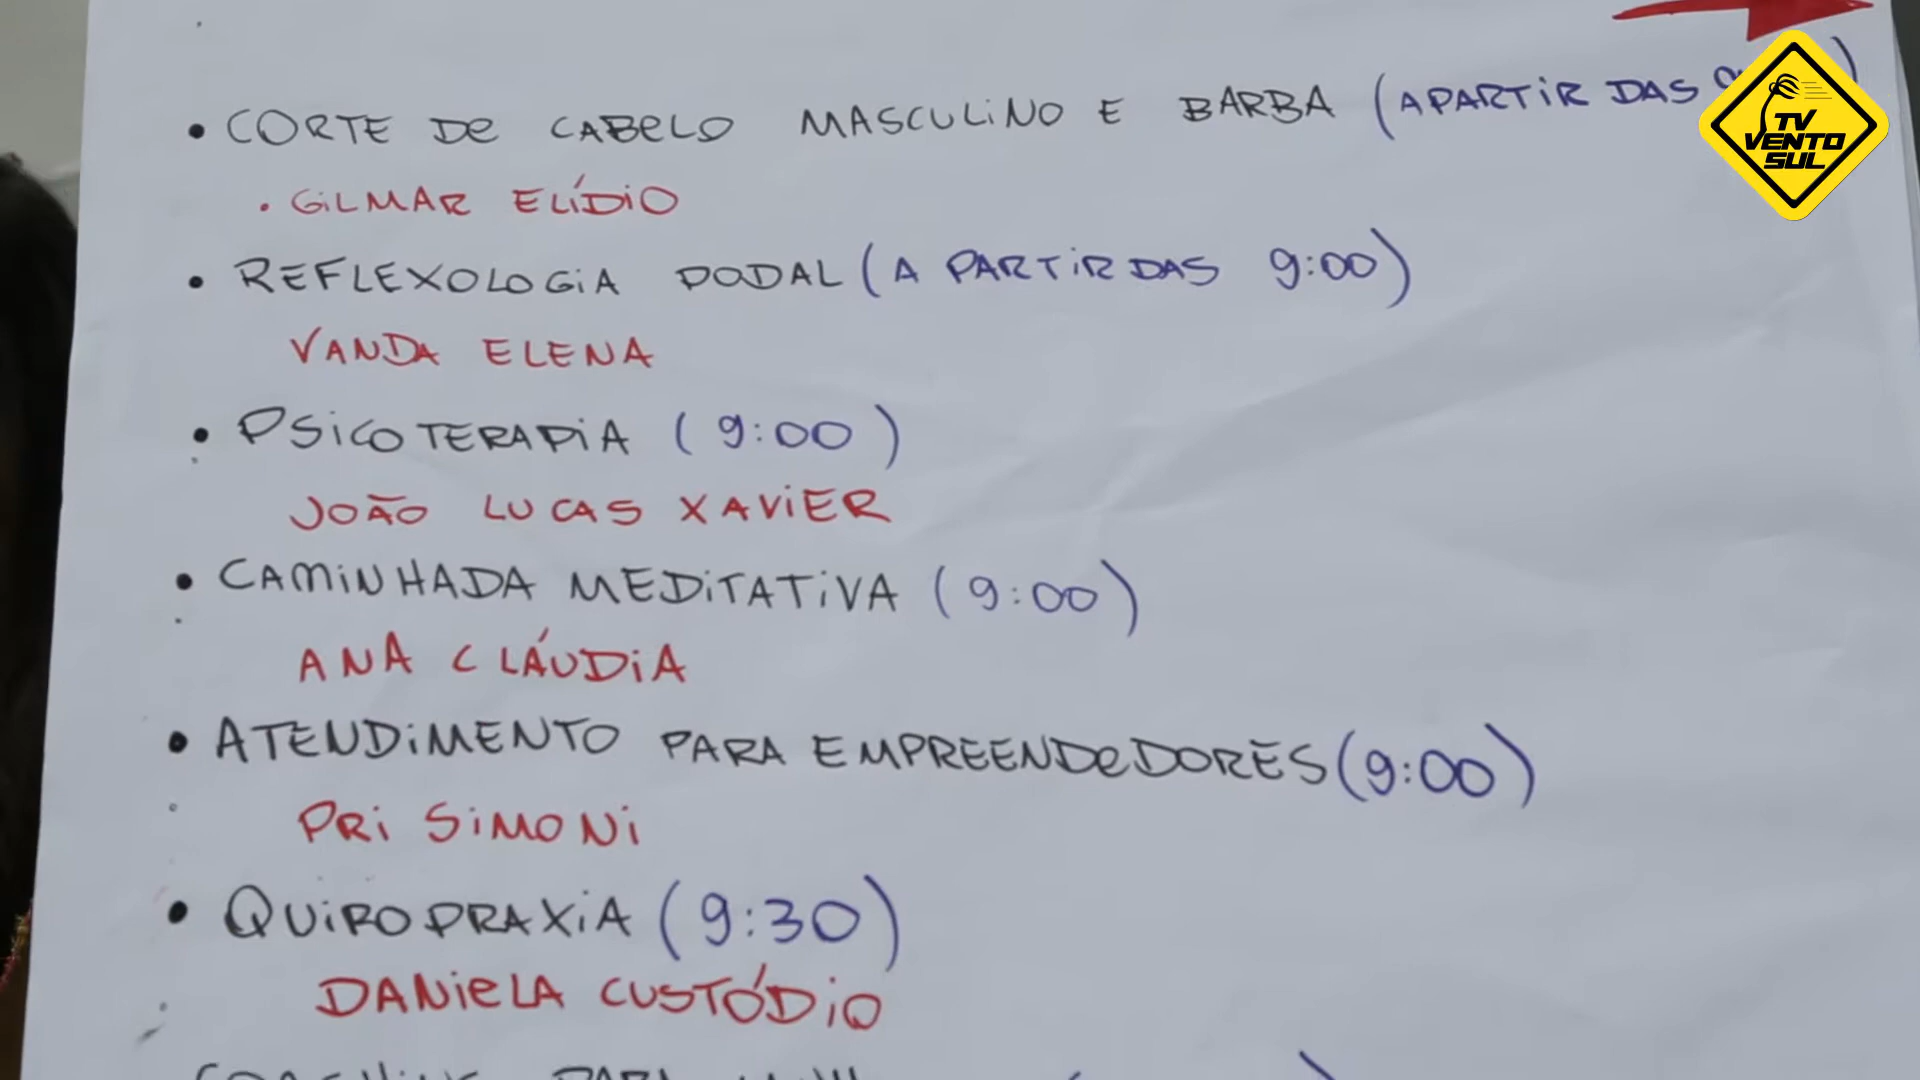 • CORTE DE CABELO MASCULINO E BARBA (APARTIR DAS
• GILMAR ELÍDIO
• REFLEXOLOGIA PODAL (A PARTIR DAS 9:00)
VANDA ELENA
• PSICOTERAPIA (9:00)
JOÃO LUCAS XAVIER
• CAMINHADA MEDITATIVA (9:00)
ANA CLÁUDIA
• ATENDIMENTO PARA EMPREENDEDORES (9:00)
PRI SIMONI
• QUIROPRAXIA (9:30)
DANIELA CUSTÓDIO
TV
VENTO
SUL